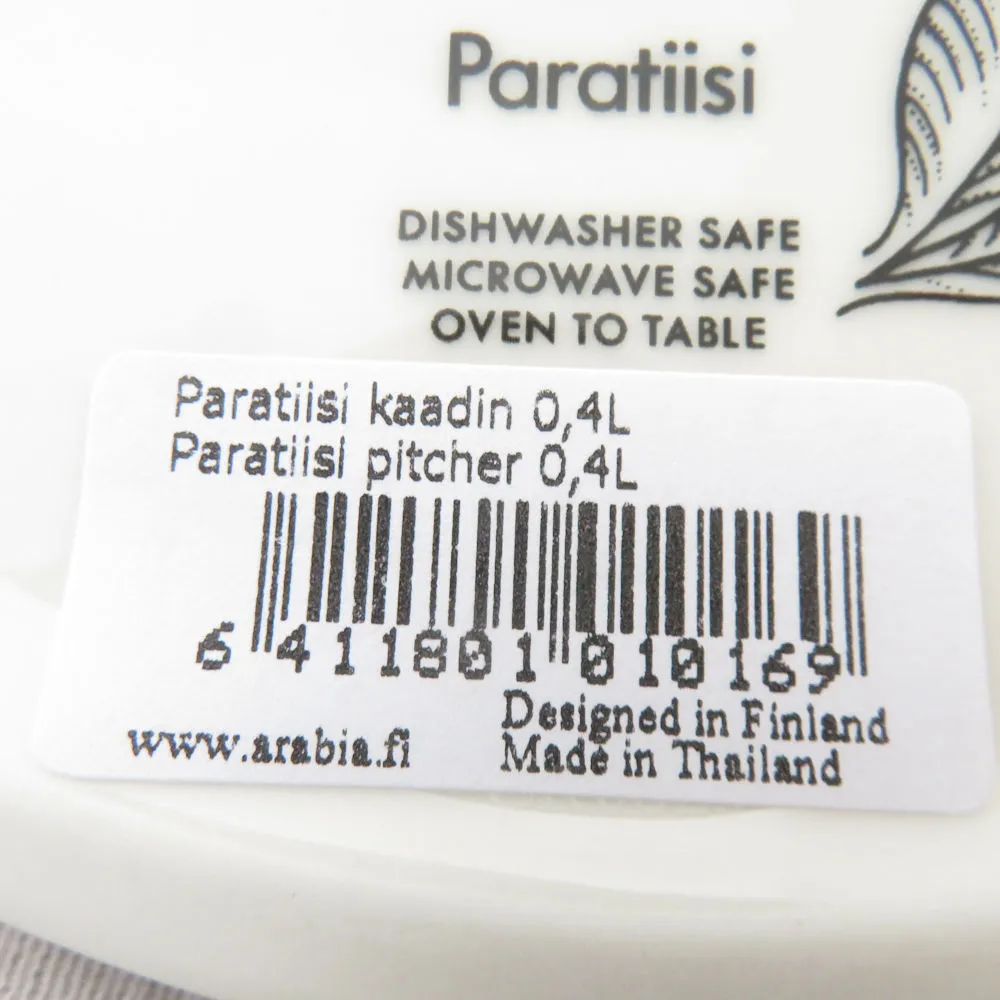 Paratiisi
DISHWASHER SAFE
MICROWAVE SAFE
OVEN TO TABLE
Paratiisi kaadin 0,4L
Paratiisi pitcher 0,4L
6 411801 010169
Designed in Finland
www.arabia.fi Made in Thailand